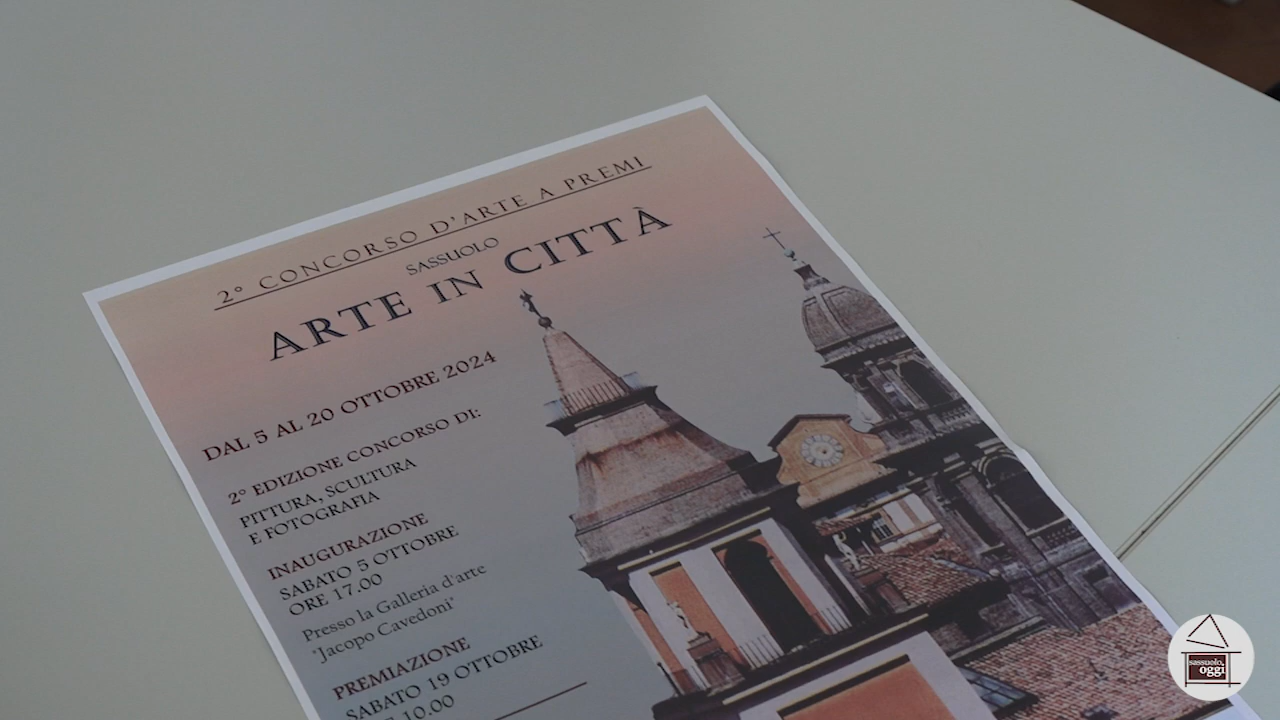 2° CONCORSO D'ARTE A PREMI
SASSUOLO
ARTE IN CITTÀ
DAL 5 AL 20 OTTOBRE 2024
2° EDIZIONE CONCORSO DI:
PITTURA, SCULTURA
E FOTOGRAFIA
INAUGURAZIONE
SABATO 5 OTTOBRE
ORE 17.00
Presso la Galleria d'arte
"Jacopo Cavedoni"
PREMIAZIONE
SABATO 19 OTTOBRE
10.00
sassuolo
oggi